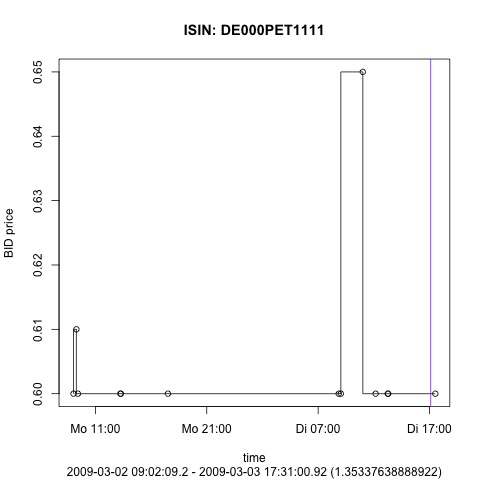 ISIN: DE000PET1111
BID price
0.65
0.64
0.63
0.62
0.61
0.60
Mo 11:00 Mo 21:00 Di 07:00 Di 17:00
time
2009-03-02 09:02:09.2 - 2009-03-03 17:31:00.92 (1.35337638888922)